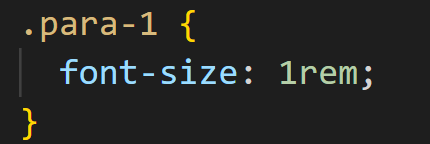 .para-1 {
  font-size: 1rem;
}